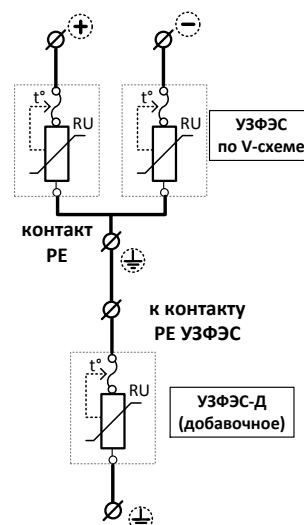 + −
t° t°
RU RU
УЗФЭС
по V-схеме
контакт
PE
к контакту
PE УЗФЭС
t°
RU
УЗФЭС-Д
(добавочное)